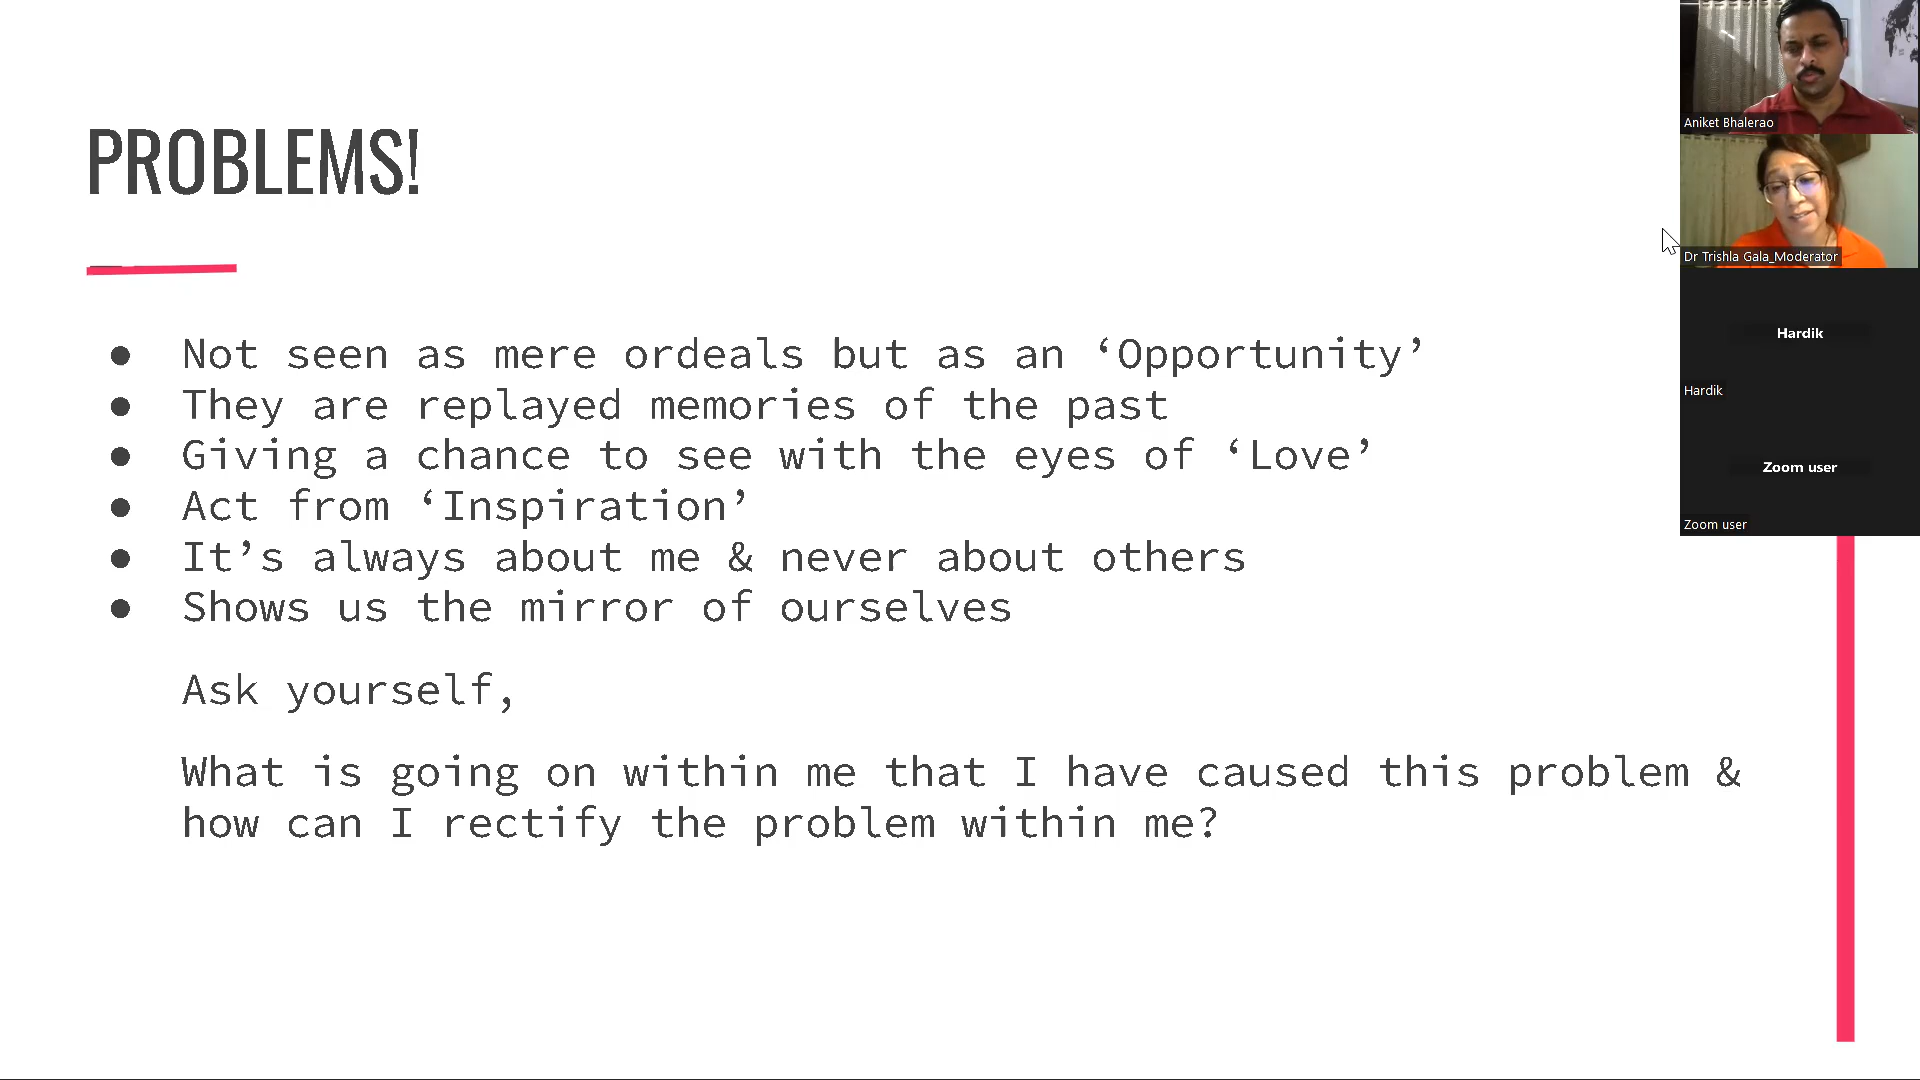 PROBLEMS!
● Not seen as mere ordeals but as an ‘Opportunity’
● They are replayed memories of the past
● Giving a chance to see with the eyes of ‘Love’
● Act from ‘Inspiration’
● It’s always about me & never about others
● Shows us the mirror of ourselves
Ask yourself,
What is going on within me that I have caused this problem &
how can I rectify the problem within me?
Aniket Bhalerao
Dr Trishla Gala_Moderator
Hardik
Hardik
Zoom user
Zoom user